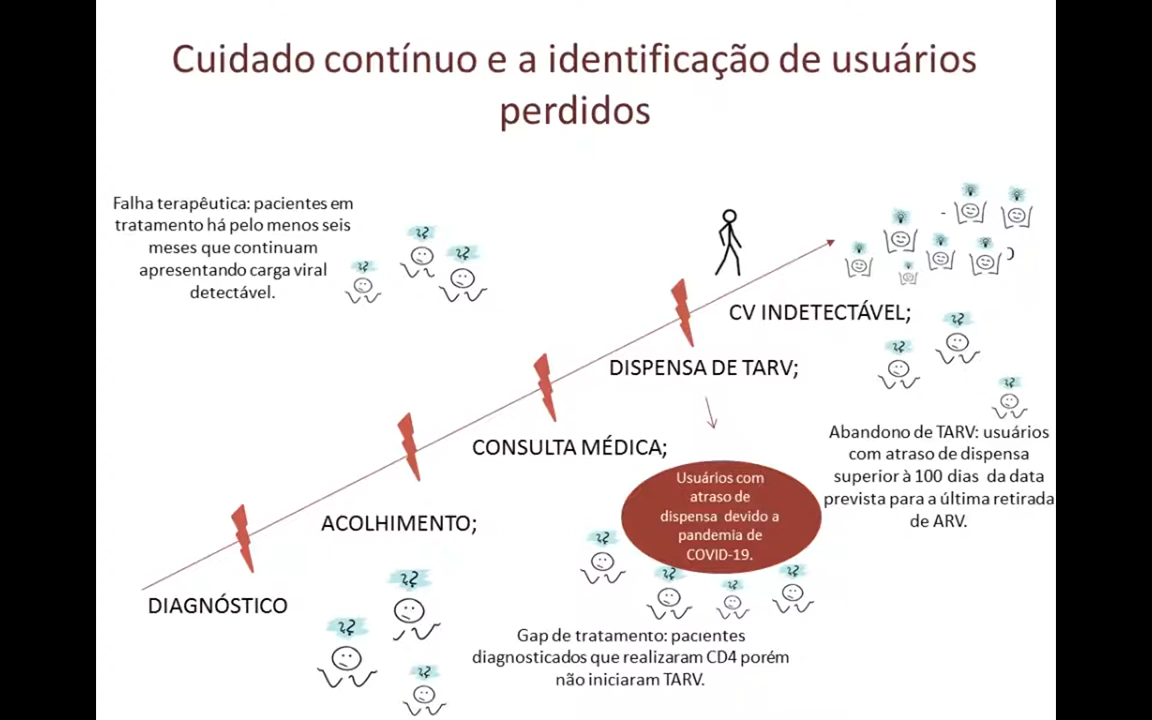 Cuidado contínuo e a identificação de usuários
perdidos
Falha terapêutica: pacientes em
tratamento há pelo menos seis
meses que continuam
apresentando carga viral
detectável.
CV INDETECTÁVEL;
DISPENSA DE TARV;
CONSULTA MÉDICA;
ACOLHIMENTO;
DIAGNÓSTICO
Abandono de TARV: usuários
com atraso de dispensa
superior à 100 dias da data
prevista para a última retirada
de ARV.
Usuários com
atraso de
dispensa devido a
pandemia de
COVID-19.
Gap de tratamento: pacientes
diagnosticados que realizaram CD4 porém
não iniciaram TARV.